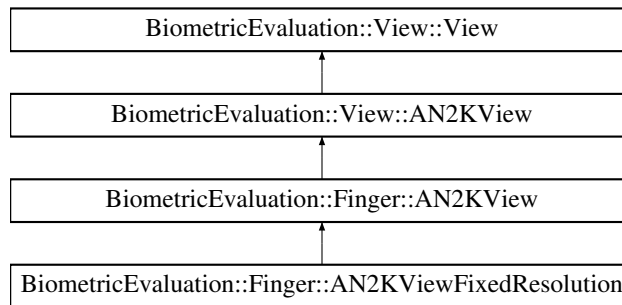 BiometricEvaluation::View::View
BiometricEvaluation::View::AN2KView
BiometricEvaluation::Finger::AN2KView
BiometricEvaluation::Finger::AN2KViewFixedResolution